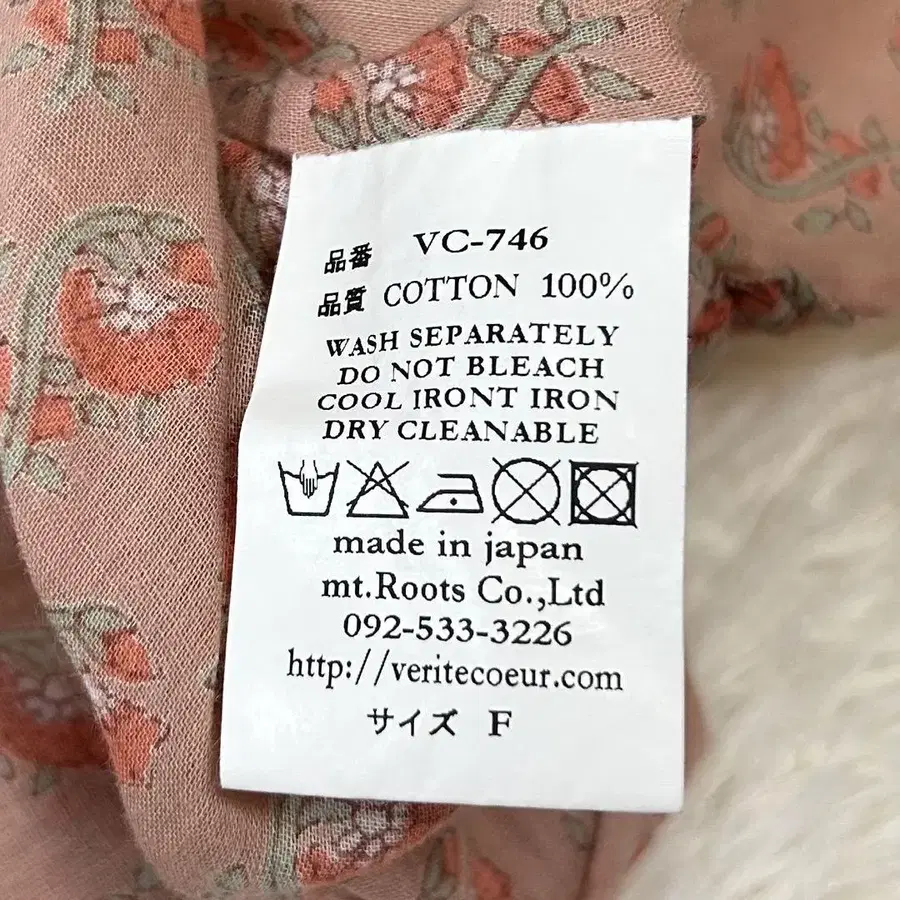 品番 VC-746
品質 COTTON 100%
WASH SEPARATELY
DO NOT BLEACH
COOL IRONT IRON
DRY CLEANABLE
made in japan
mt.Roots Co.,Ltd
092-533-3226
http://veritecoeur.com
サイズ F